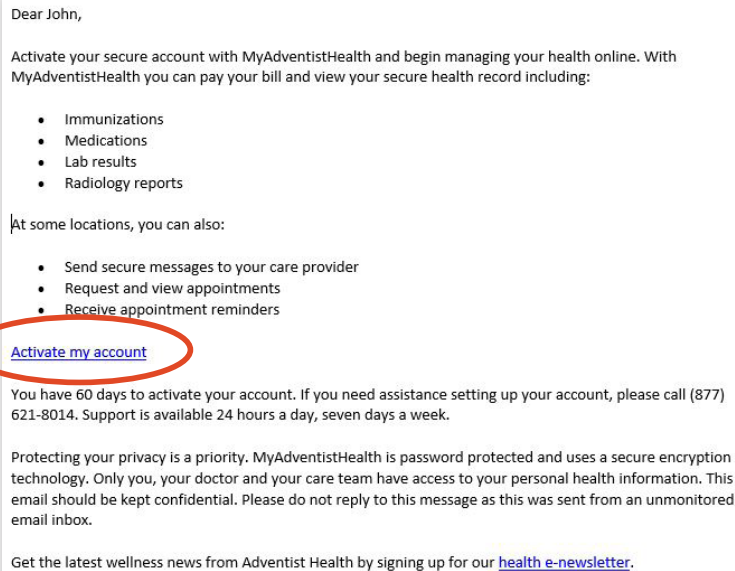 Dear John,
Activate your secure account with MyAdventistHealth and begin managing your health online. With
MyAdventistHealth you can pay your bill and view your secure health record including:
• Immunizations
• Medications
• Lab results
• Radiology reports
At some locations, you can also:
• Send secure messages to your care provider
• Request and view appointments
• Receive appointment reminders
Activate my account
You have 60 days to activate your account. If you need assistance setting up your account, please call (877)
621-8014. Support is available 24 hours a day, seven days a week.
Protecting your privacy is a priority. MyAdventistHealth is password protected and uses a secure encryption
technology. Only you, your doctor and your care team have access to your personal health information. This
email should be kept confidential. Please do not reply to this message as this was sent from an unmonitored
email inbox.
Get the latest wellness news from Adventist Health by signing up for our health e-newsletter.